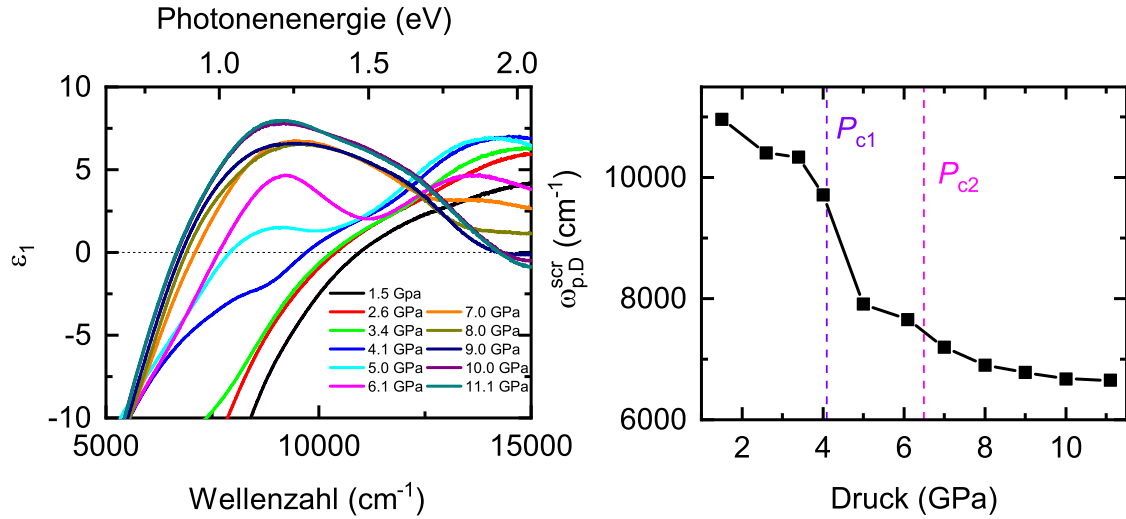 Photonenenergie (eV)
1.0 1.5 2.0
10
5
0
-5
-10
ε1
1.5 Gpa
2.6 GPa
3.4 GPa
4.1 GPa
5.0 GPa
6.1 GPa
7.0 GPa
8.0 GPa
9.0 GPa
10.0 GPa
11.1 GPa
5000 10000 15000
Wellenzahl (cm-1)
ωp,Dscr (cm-1)
10000
8000
6000
Pc1
Pc2
2 4 6 8 10
Druck (GPa)